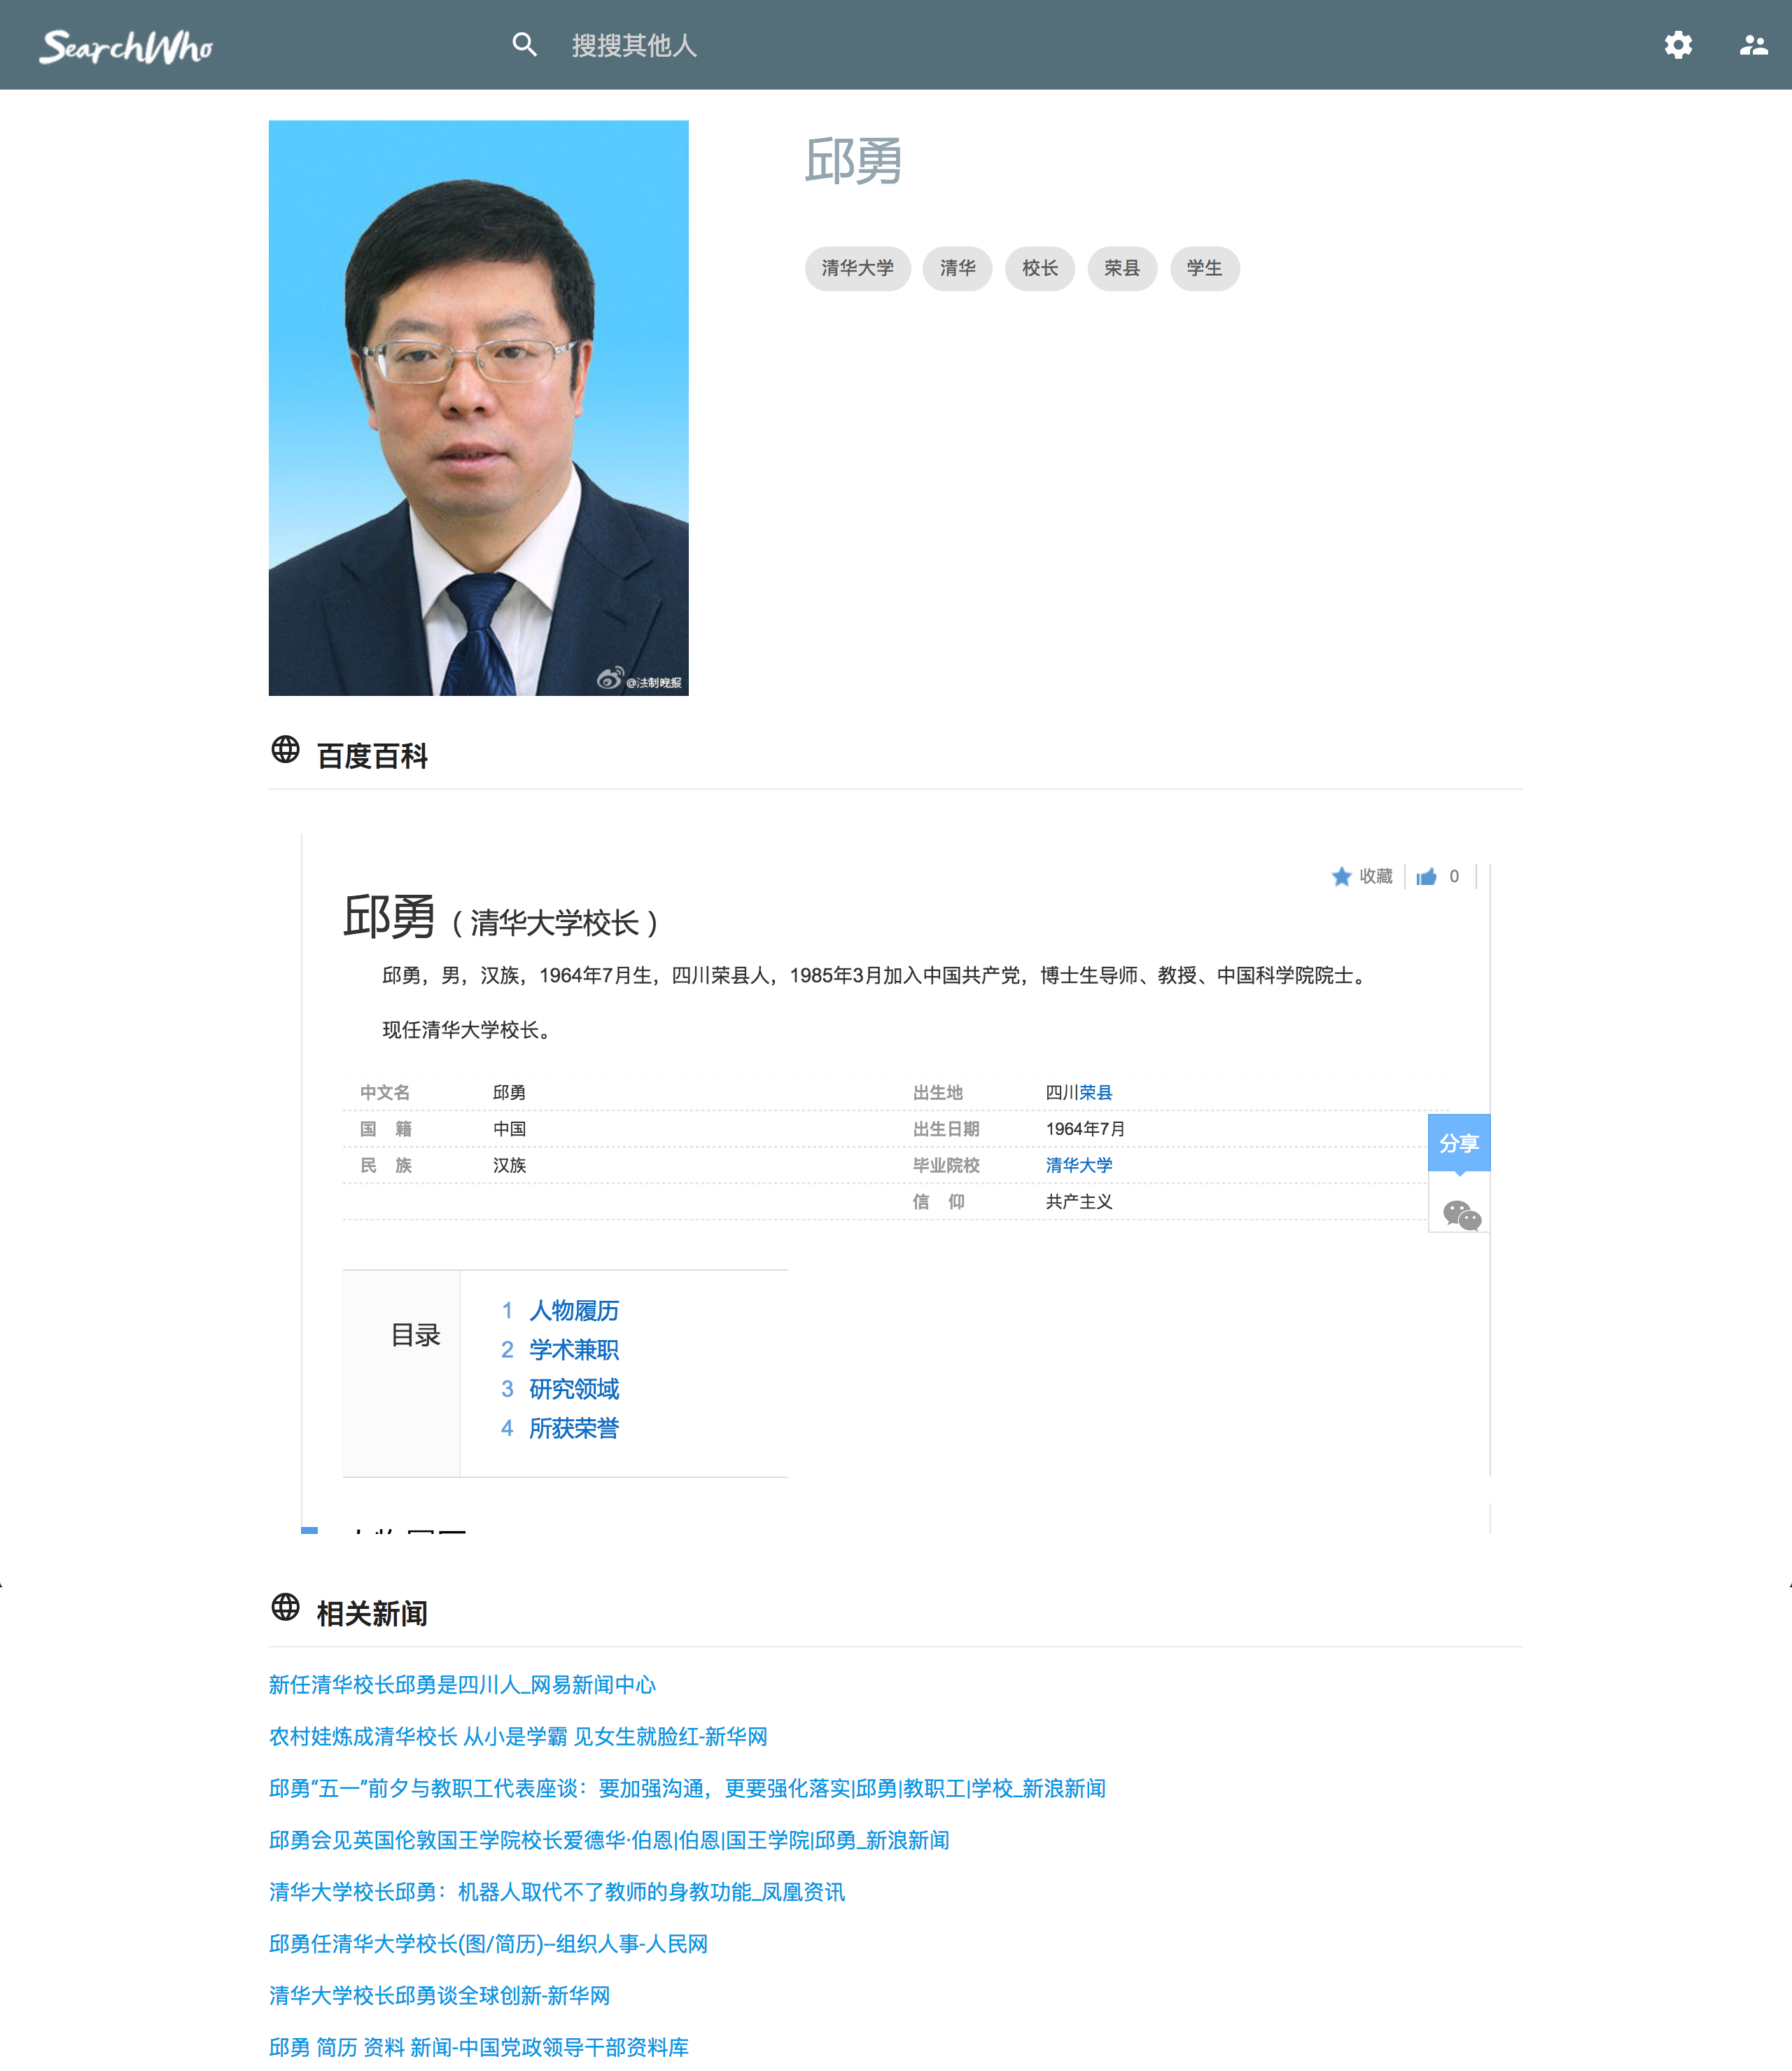 SearchWho
搜搜其他人
邱勇
清华大学 清华 校长 荣县 学生
@法制晚报
百度百科
收藏 0
邱勇（清华大学校长）
邱勇，男，汉族，1964年7月生，四川荣县人，1985年3月加入中国共产党，博士生导师、教授、中国科学院院士。
现任清华大学校长。
中文名 邱勇 出生地 四川荣县
国 籍 中国 出生日期 1964年7月
民 族 汉族 毕业院校 清华大学
信 仰 共产主义
分享
目录
1 人物履历
2 学术兼职
3 研究领域
4 所获荣誉
相关新闻
新任清华校长邱勇是四川人_网易新闻中心
农村娃炼成清华校长 从小是学霸 见女生就脸红-新华网
邱勇“五一”前夕与教职工代表座谈：要加强沟通，更要强化落实|邱勇|教职工|学校_新浪新闻
邱勇会见英国伦敦国王学院校长爱德华·伯恩|伯恩|国王学院|邱勇_新浪新闻
清华大学校长邱勇：机器人取代不了教师的身教功能_凤凰资讯
邱勇任清华大学校长(图/简历)--组织人事-人民网
清华大学校长邱勇谈全球创新-新华网
邱勇 简历 资料 新闻-中国党政领导干部资料库